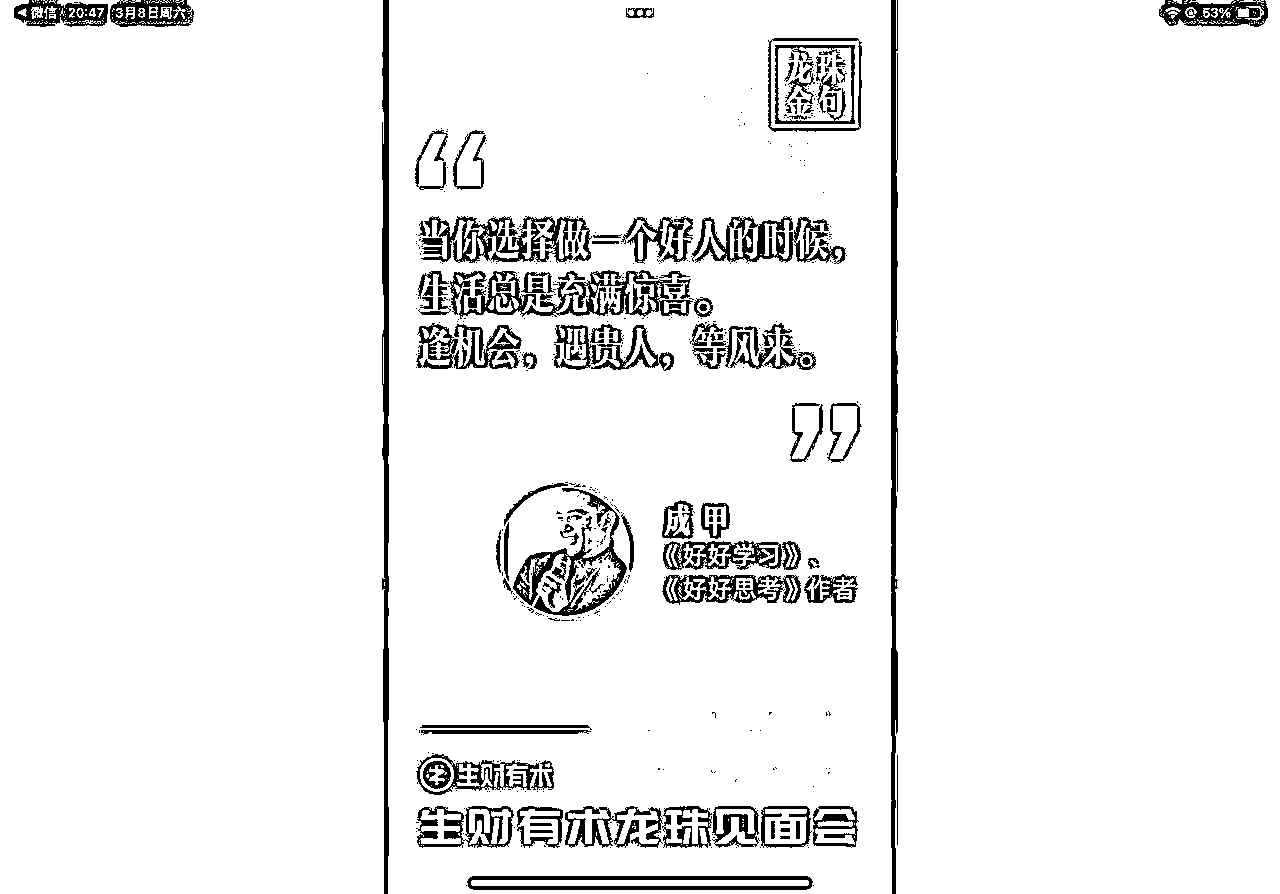 微信 20:47 3月8日周六
53%
龙珠
金句
“
当你选择做一个好人的时候，
生活总是充满惊喜。
逢机会，遇贵人，等风来。
”
成甲
《好好学习》、
《好好思考》作者
生财有术
生财有术龙珠见面会